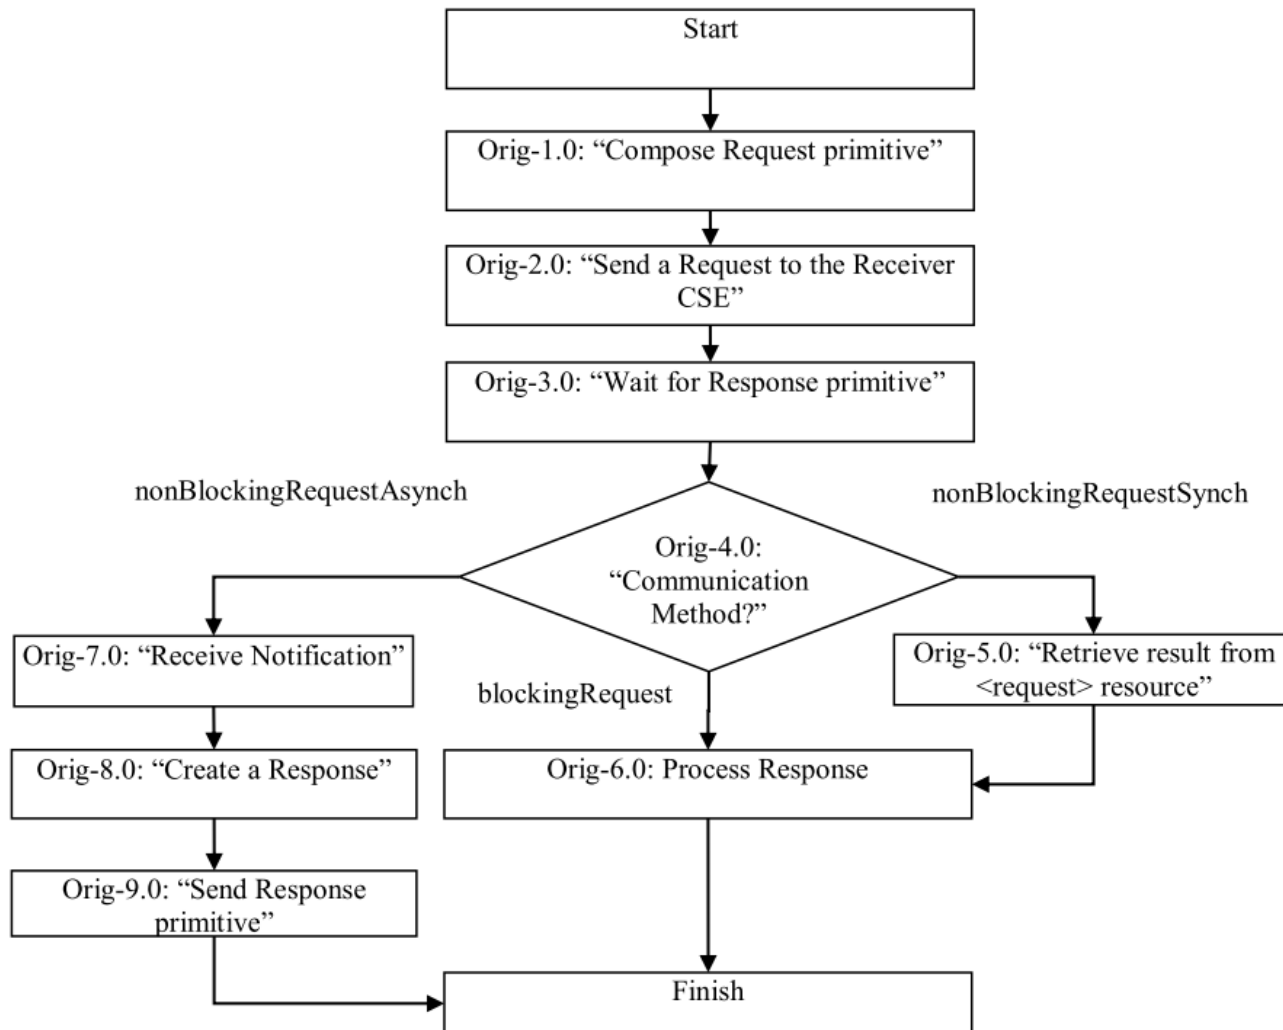 Start
Orig-1.0: “Compose Request primitive”
Orig-2.0: “Send a Request to the Receiver
CSE”
Orig-3.0: “Wait for Response primitive”
nonBlockingRequestAsynch
nonBlockingRequestSynch
Orig-4.0:
“Communication
Method?”
Orig-7.0: “Receive Notification”
Orig-5.0: “Retrieve result from
<request> resource”
blockingRequest
Orig-8.0: “Create a Response”
Orig-6.0: Process Response
Orig-9.0: “Send Response
primitive”
Finish